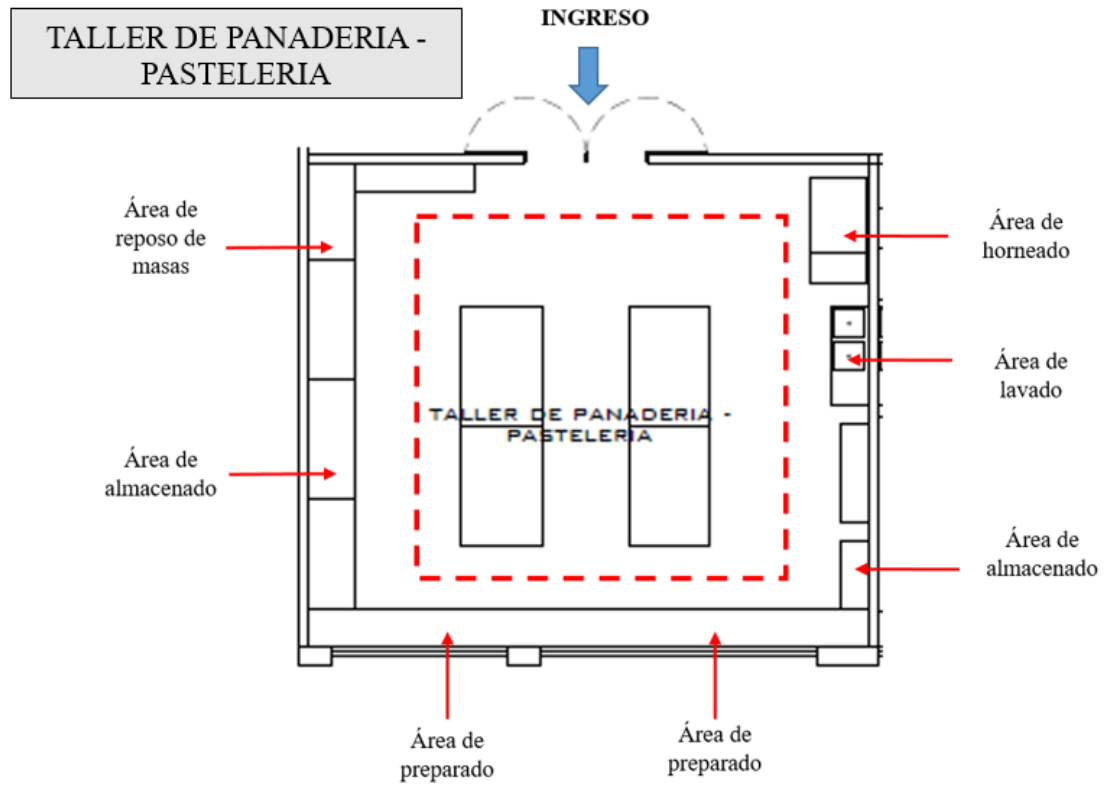 TALLER DE PANADERIA -
PASTELERIA
INGRESO
Área de
reposo de
masas
Área de
horneado
Área de
lavado
TALLER DE PANADERIA -
PASTELERIA
Área de
almacenado
Área de
almacenado
Área de
preparado
Área de
preparado